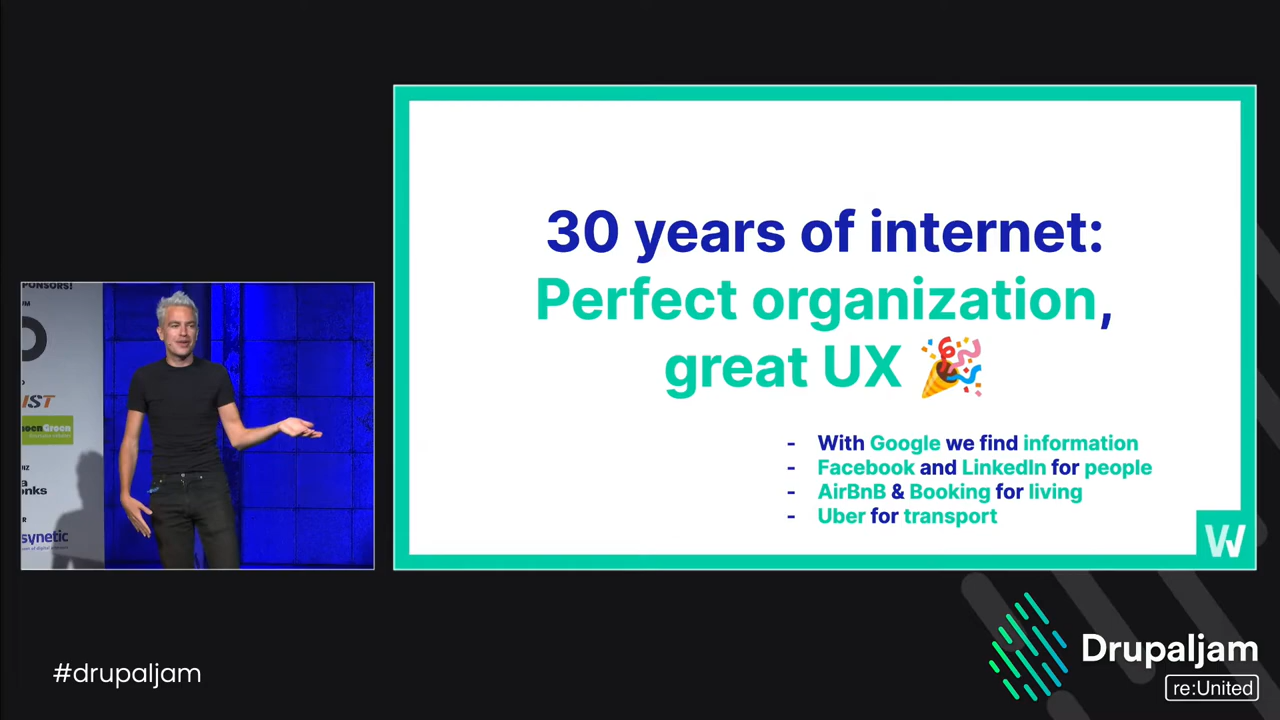 30 years of internet:
Perfect organization,
great UX 🎉
- With Google we find information
- Facebook and LinkedIn for people
- AirBnB & Booking for living
- Uber for transport
W
IST
synetic
#drupaljam
Drupaljam
re:United